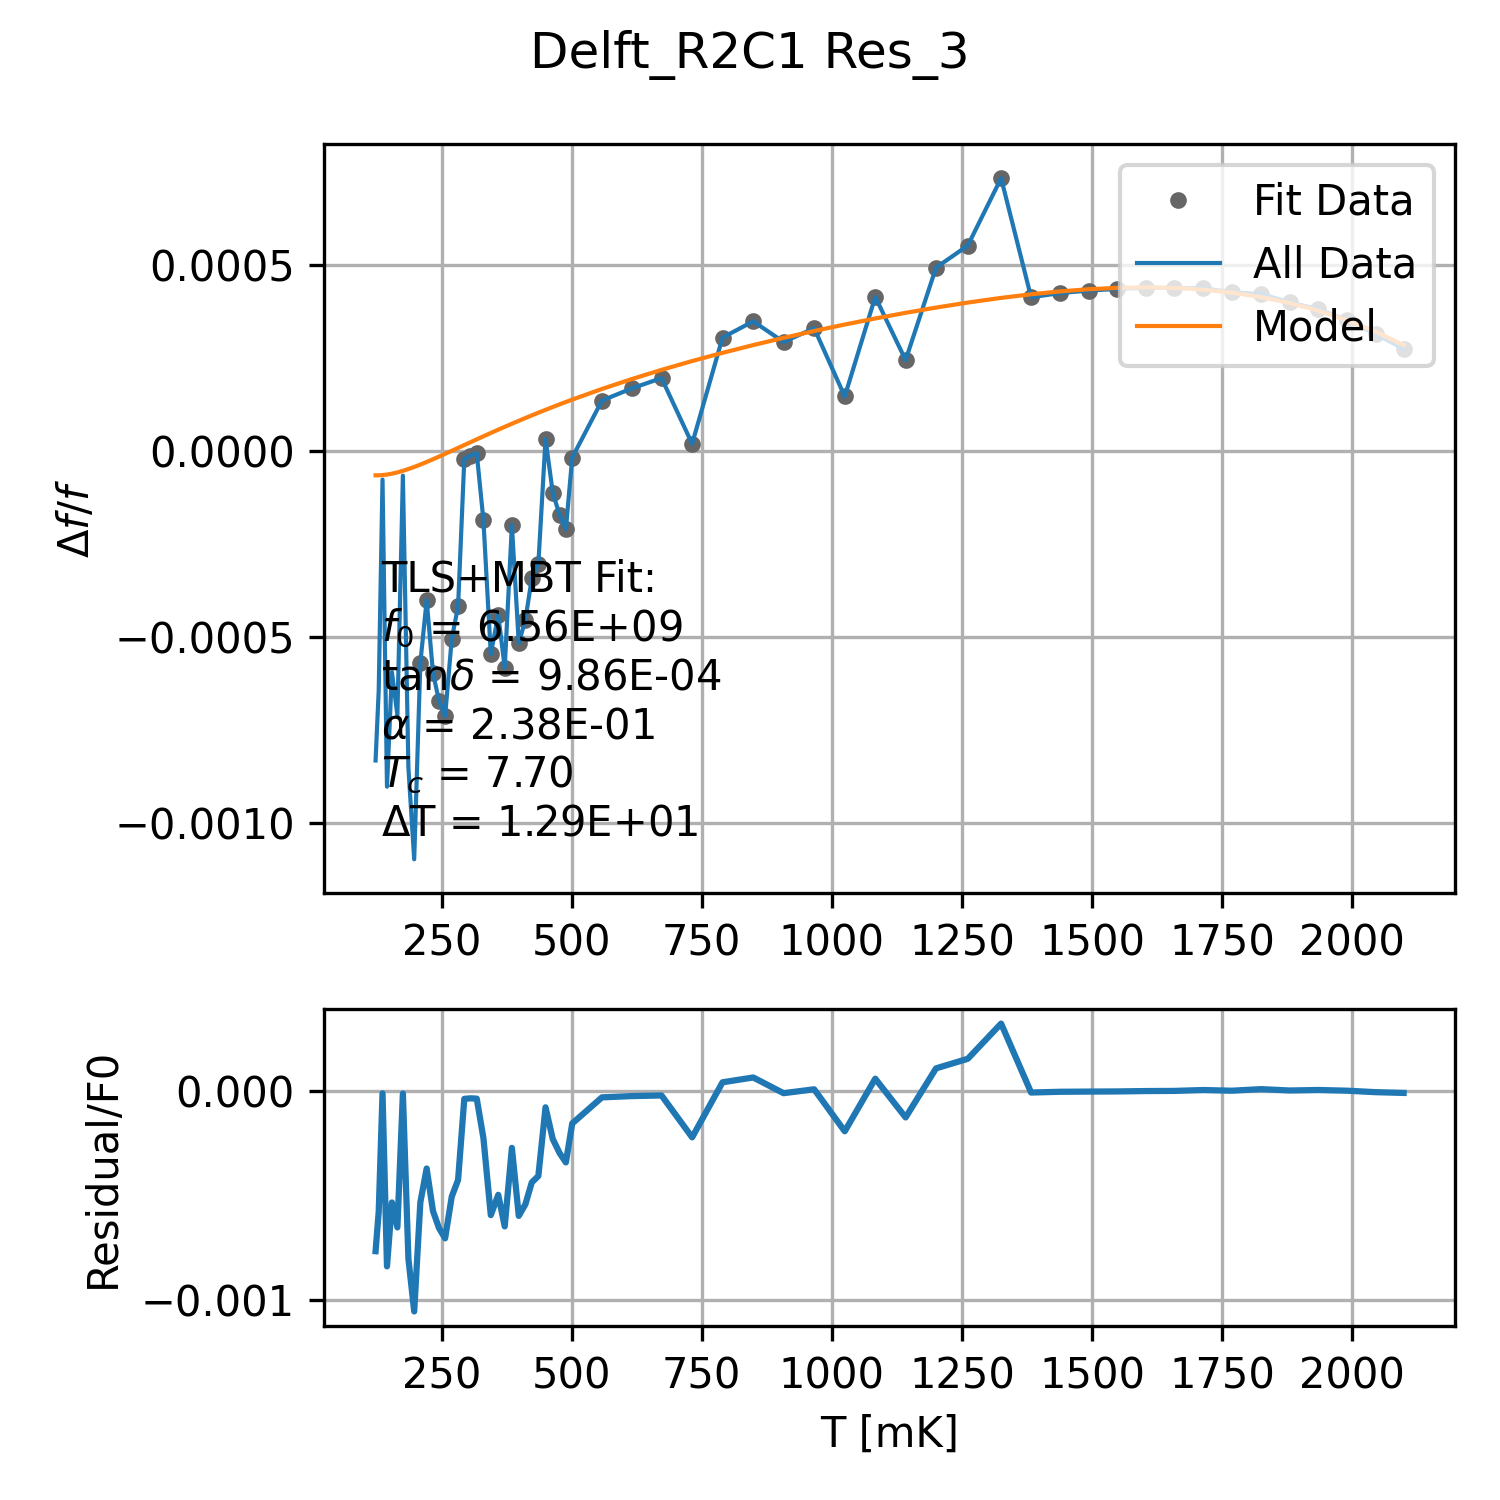 Delft_R2C1 Res_3
Fit Data
All Data
Model
0.0005
0.0000
−0.0005
−0.0010
Δf/f
TLS+MBT Fit:
f₀ = 6.56E+09
tanδ = 9.86E-04
α = 2.38E-01
T_c = 7.70
ΔT = 1.29E+01
250 500 750 1000 1250 1500 1750 2000
0.000
−0.001
Residual/F0
250 500 750 1000 1250 1500 1750 2000
T [mK]